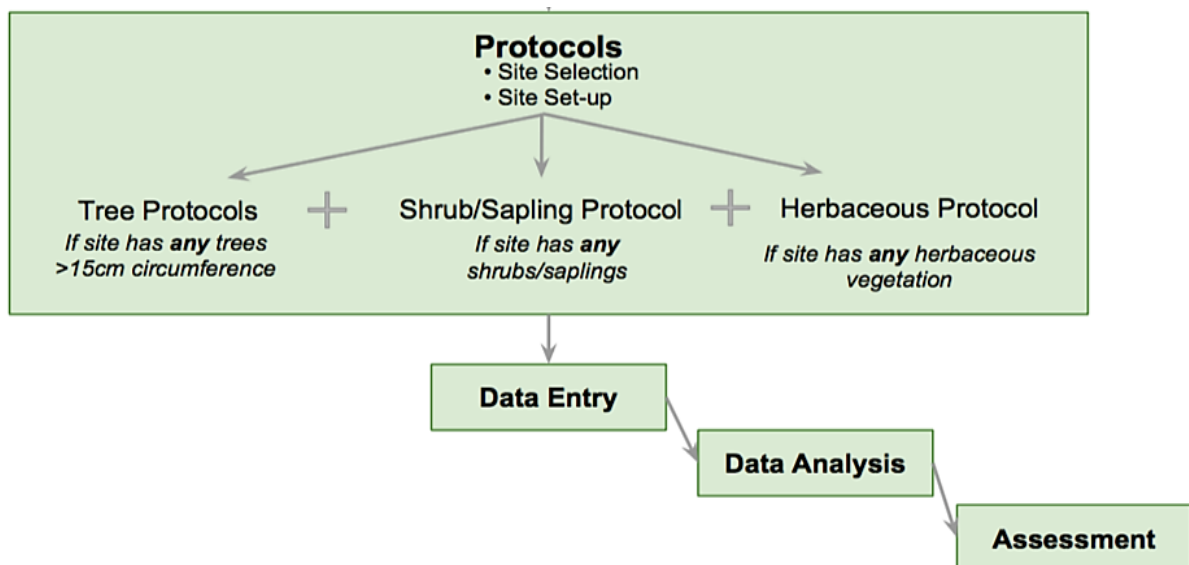 Protocols
• Site Selection
• Site Set-up
Tree Protocols
If site has any trees
>15cm circumference
+
Shrub/Sapling Protocol
If site has any
shrubs/saplings
+
Herbaceous Protocol
If site has any herbaceous
vegetation
Data Entry
Data Analysis
Assessment